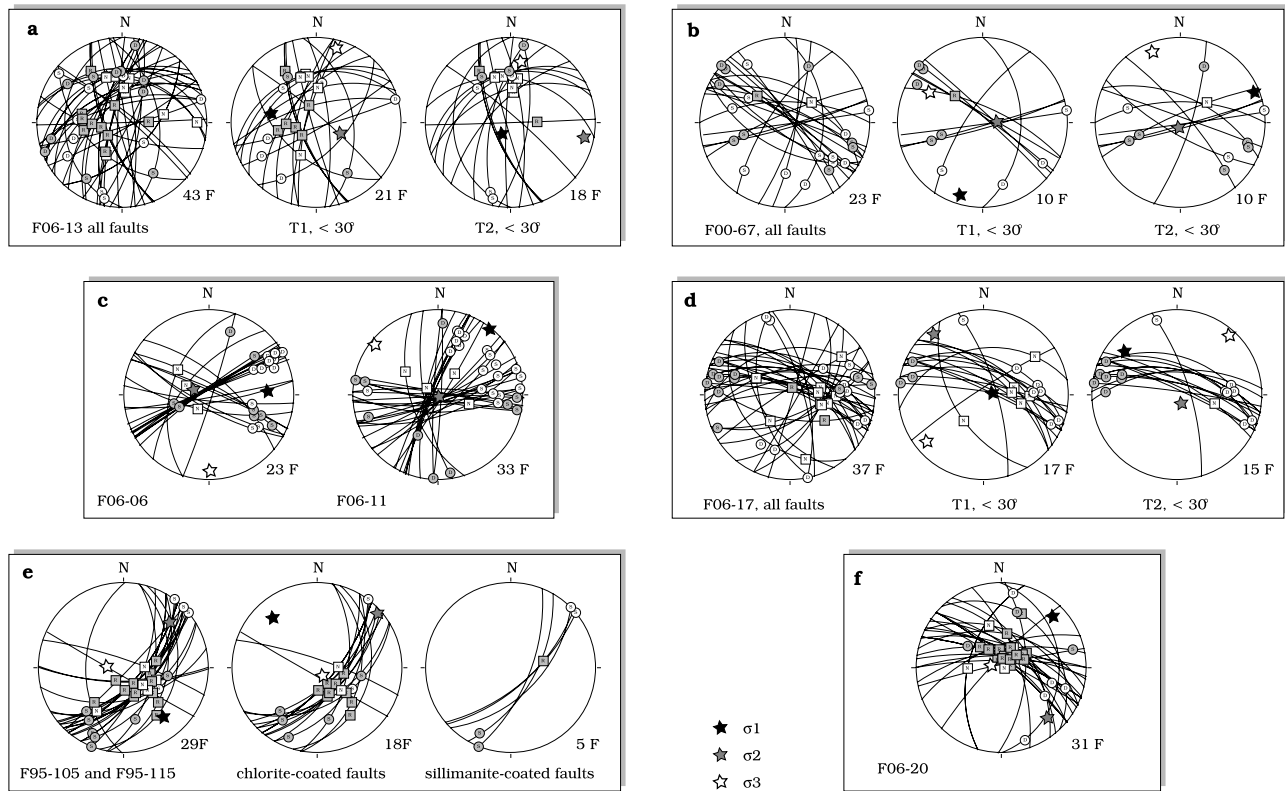 a
N
N
N
43 F
21 F
18 F
F06-13 all faults
T1, < 30°
T2, < 30°
b
N
N
N
23 F
10 F
10 F
F00-67, all faults
T1, < 30°
T2, < 30°
c
N
N
23 F
33 F
F06-06
F06-11
d
N
N
N
37 F
17 F
15 F
F06-17, all faults
T1, < 30°
T2, < 30°
e
N
N
N
29F
18F
5 F
F95-105 and F95-115
chlorite-coated faults
sillimanite-coated faults
σ1
σ2
σ3
f
N
31 F
F06-20